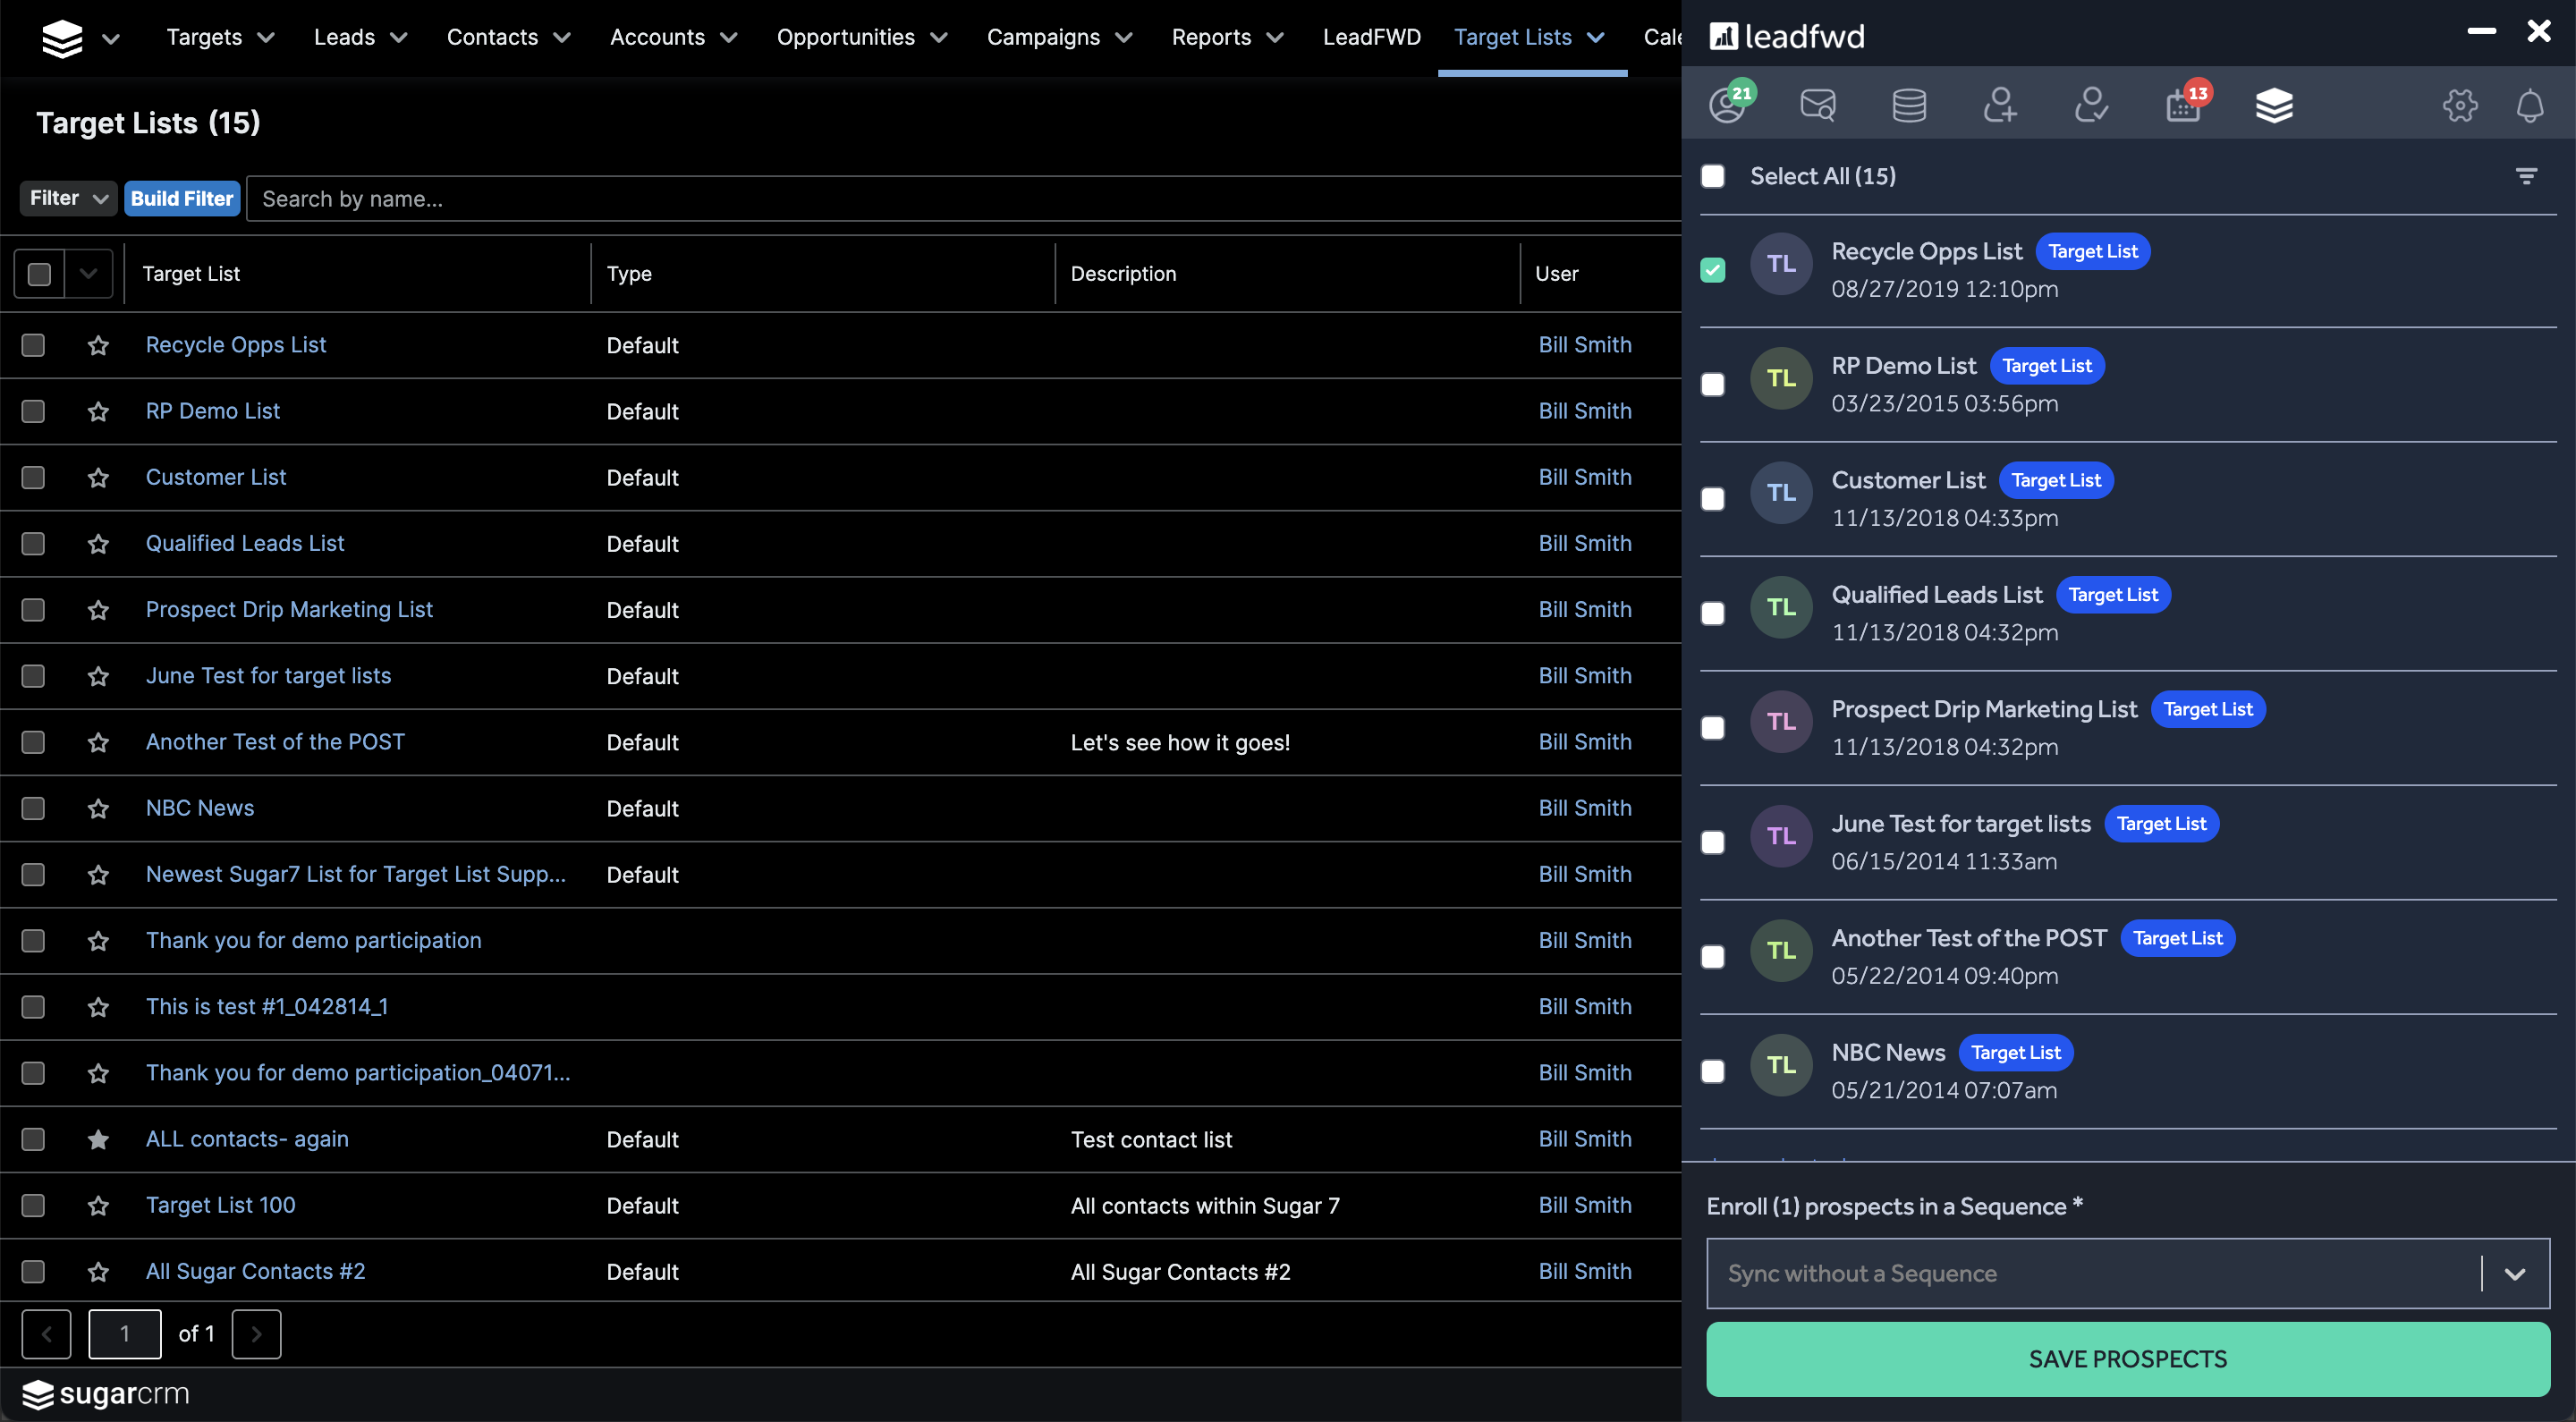 Targets Leads Contacts Accounts Opportunities Campaigns Reports LeadFWD Target Lists
Target Lists (15)
Filter Build Filter Search by name...
Target List Type Description User
Recycle Opps List Default Bill Smith
RP Demo List Default Bill Smith
Customer List Default Bill Smith
Qualified Leads List Default Bill Smith
Prospect Drip Marketing List Default Bill Smith
June Test for target lists Default Bill Smith
Another Test of the POST Default Let's see how it goes! Bill Smith
NBC News Default Bill Smith
Newest Sugar7 List for Target List Supp... Default Bill Smith
Thank you for demo participation Bill Smith
This is test #1_042814_1 Bill Smith
Thank you for demo participation_04071... Bill Smith
ALL contacts- again Default Test contact list Bill Smith
Target List 100 Default All contacts within Sugar 7 Bill Smith
All Sugar Contacts #2 Default All Sugar Contacts #2 Bill Smith
1 of 1
sugarcrm
leadfwd
21 13
Select All (15)
TL Recycle Opps List Target List
08/27/2019 12:10pm
TL RP Demo List Target List
03/23/2015 03:56pm
TL Customer List Target List
11/13/2018 04:33pm
TL Qualified Leads List Target List
11/13/2018 04:32pm
TL Prospect Drip Marketing List Target List
11/13/2018 04:32pm
TL June Test for target lists Target List
06/15/2014 11:33am
TL Another Test of the POST Target List
05/22/2014 09:40pm
TL NBC News Target List
05/21/2014 07:07am
Enroll (1) prospects in a Sequence *
Sync without a Sequence
SAVE PROSPECTS